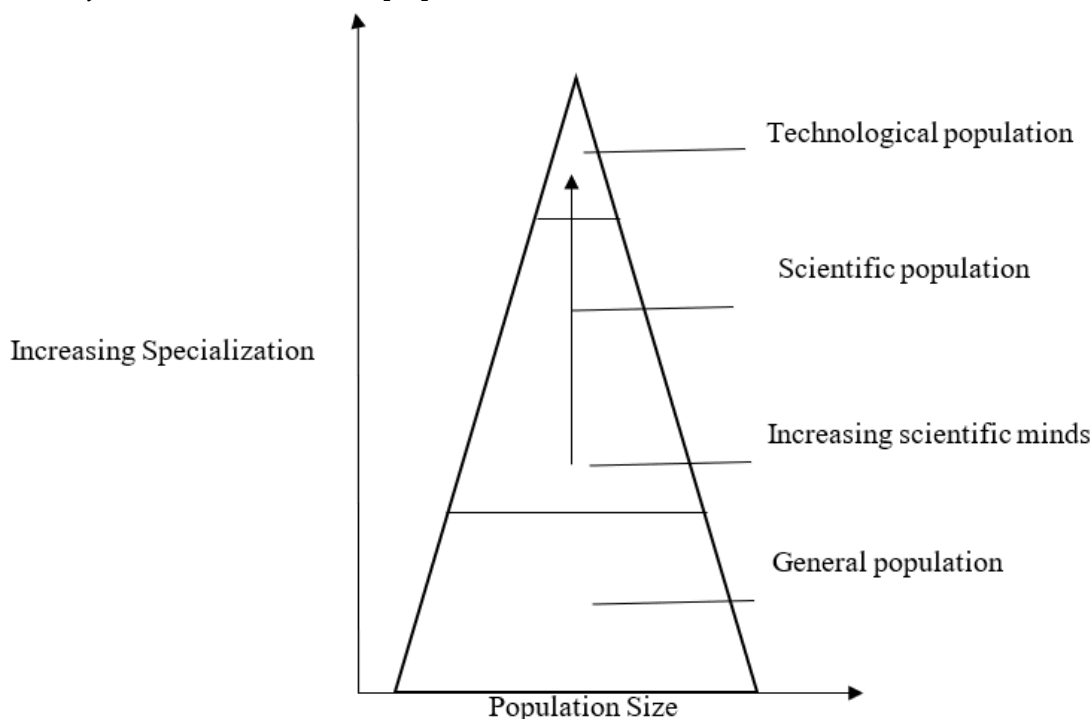 Technological population
Scientific population
Increasing Specialization
Increasing scientific minds
General population
Population Size